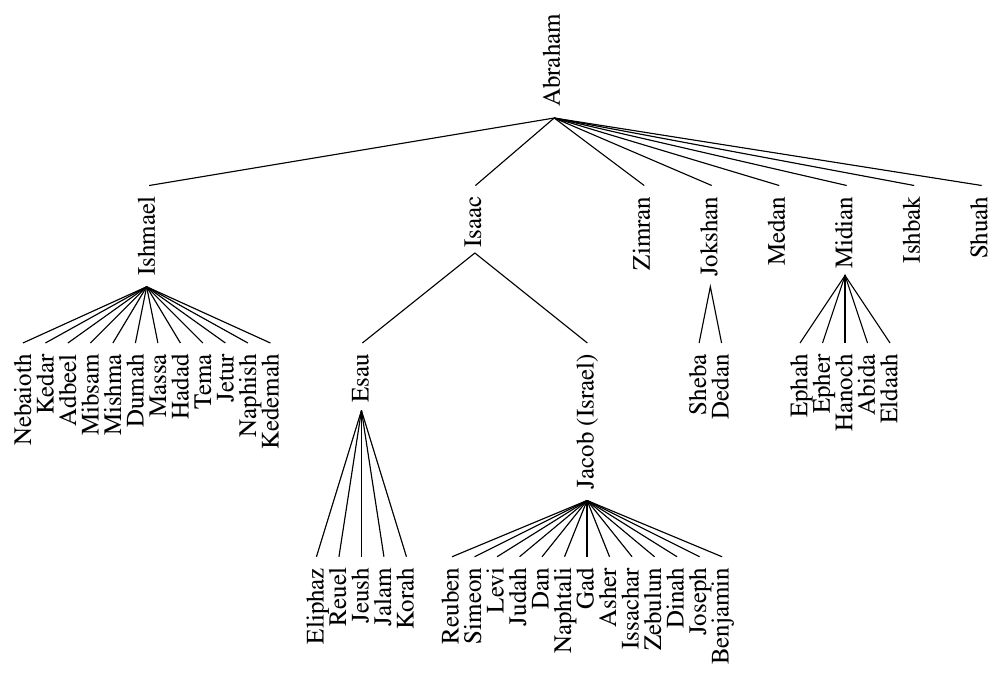 Abraham
Ishmael
Isaac
Zimran
Jokshan
Medan
Midian
Ishbak
Shuah
Nebaioth
Kedar
Adbeel
Mibsam
Mishma
Dumah
Massa
Hadad
Tema
Jetur
Naphish
Kedemah
Esau
Jacob (Israel)
Sheba
Dedan
Ephah
Epher
Hanoch
Abida
Eldaah
Eliphaz
Reuel
Jeush
Jalam
Korah
Reuben
Simeon
Levi
Judah
Dan
Naphtali
Gad
Asher
Issachar
Zebulun
Dinah
Joseph
Benjamin